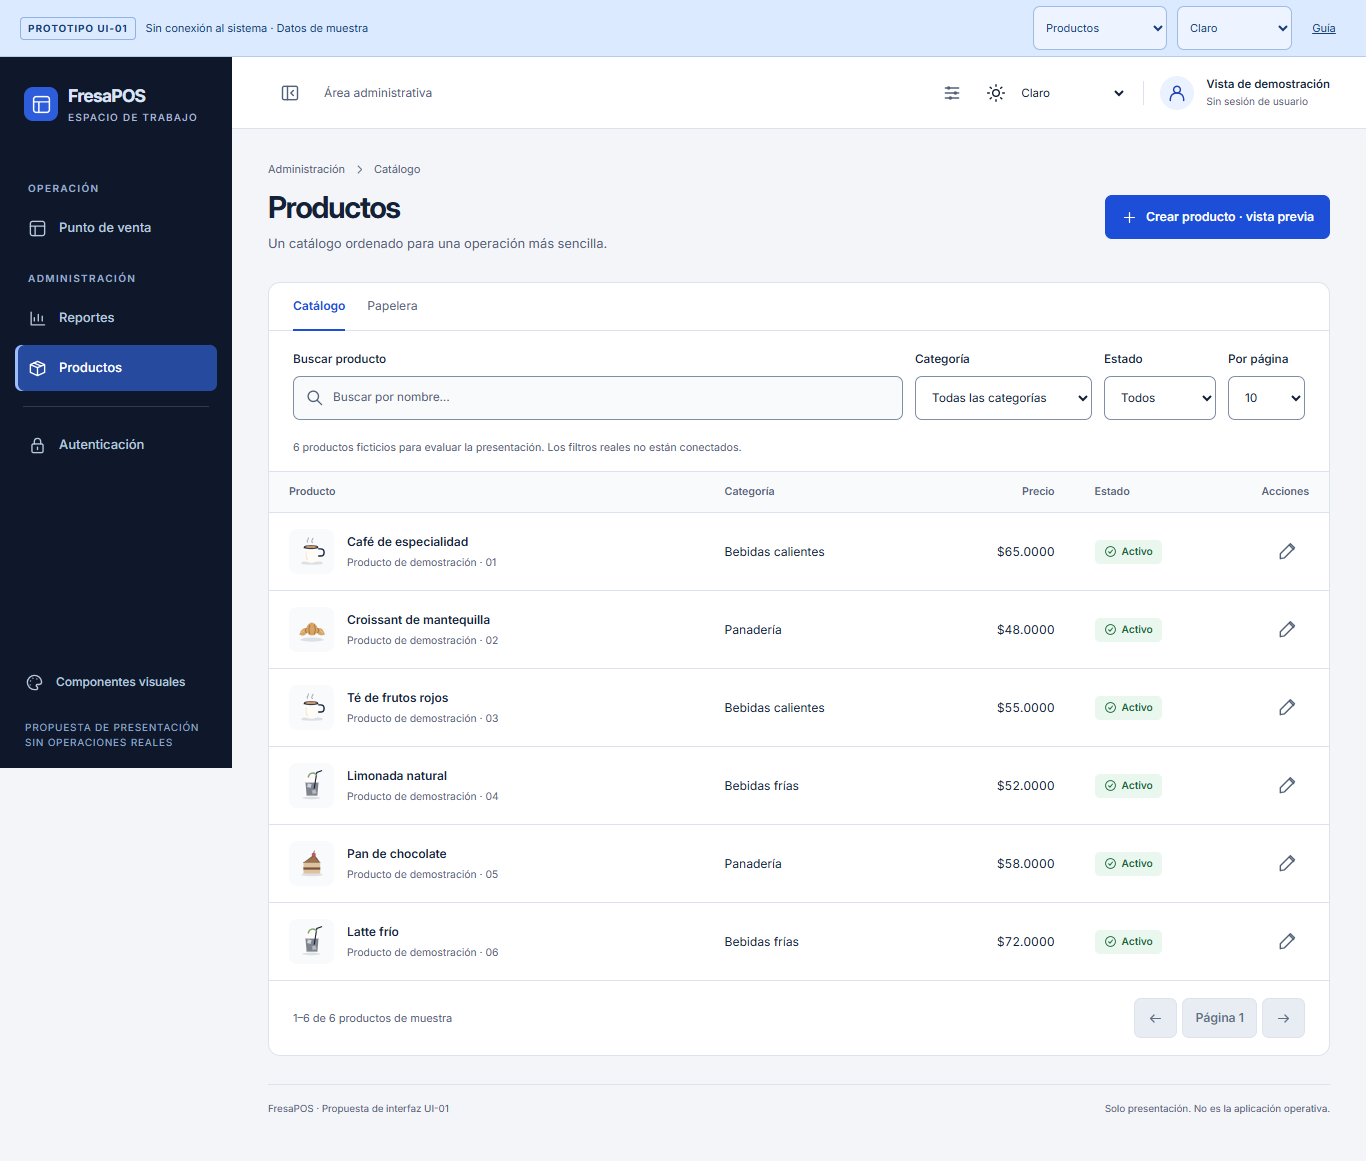 PROTOTIPO UI-01
Sin conexión al sistema · Datos de muestra
Productos
Claro
Guía
FresaPOS
ESPACIO DE TRABAJO
OPERACIÓN
Punto de venta
ADMINISTRACIÓN
Reportes
Productos
Autenticación
Componentes visuales
PROPUESTA DE PRESENTACIÓN
SIN OPERACIONES REALES
Área administrativa
Claro
Vista de demostración
Sin sesión de usuario
Administración
Catálogo
Productos
Un catálogo ordenado para una operación más sencilla.
Crear producto · vista previa
Catálogo
Papelera
Buscar producto
Categoría
Estado
Por página
Buscar por nombre...
Todas las categorías
Todos
10
6 productos ficticios para evaluar la presentación. Los filtros reales no están conectados.
Producto
Categoría
Precio
Estado
Acciones
Café de especialidad
Producto de demostración · 01
Bebidas calientes
$65.0000
Activo
Croissant de mantequilla
Producto de demostración · 02
Panadería
$48.0000
Activo
Té de frutos rojos
Producto de demostración · 03
Bebidas calientes
$55.0000
Activo
Limonada natural
Producto de demostración · 04
Bebidas frías
$52.0000
Activo
Pan de chocolate
Producto de demostración · 05
Panadería
$58.0000
Activo
Latte frío
Producto de demostración · 06
Bebidas frías
$72.0000
Activo
1–6 de 6 productos de muestra
Página 1
FresaPOS · Propuesta de interfaz UI-01
Solo presentación. No es la aplicación operativa.